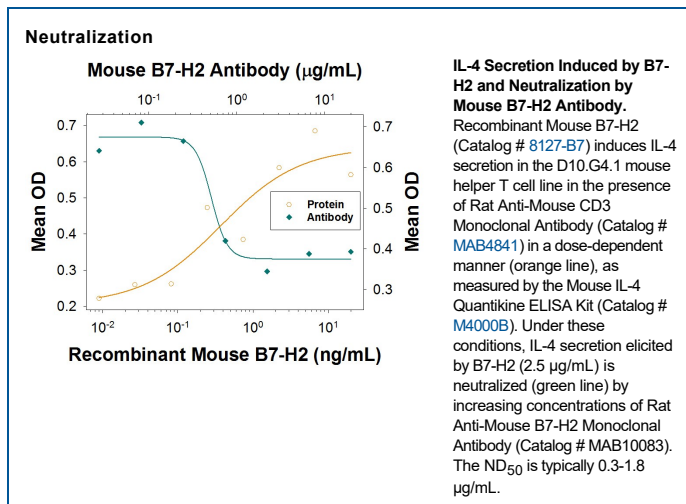 Neutralization
Mouse B7-H2 Antibody (μg/mL)
10⁻¹ 10⁰ 10¹
0.7
0.6
0.5
0.4
0.3
0.2
Mean OD
0.7
0.6
0.5
0.4
0.3
Mean OD
Protein
Antibody
10⁻² 10⁻¹ 10⁰ 10¹
Recombinant Mouse B7-H2 (ng/mL)
IL-4 Secretion Induced by B7-
H2 and Neutralization by
Mouse B7-H2 Antibody.
Recombinant Mouse B7-H2
(Catalog # 8127-B7) induces IL-4
secretion in the D10.G4.1 mouse
helper T cell line in the presence
of Rat Anti-Mouse CD3
Monoclonal Antibody (Catalog #
MAB4841) in a dose-dependent
manner (orange line), as
measured by the Mouse IL-4
Quantikine ELISA Kit (Catalog #
M4000B). Under these
conditions, IL-4 secretion elicited
by B7-H2 (2.5 μg/mL) is
neutralized (green line) by
increasing concentrations of Rat
Anti-Mouse B7-H2 Monoclonal
Antibody (Catalog # MAB10083).
The ND50 is typically 0.3-1.8
μg/mL.